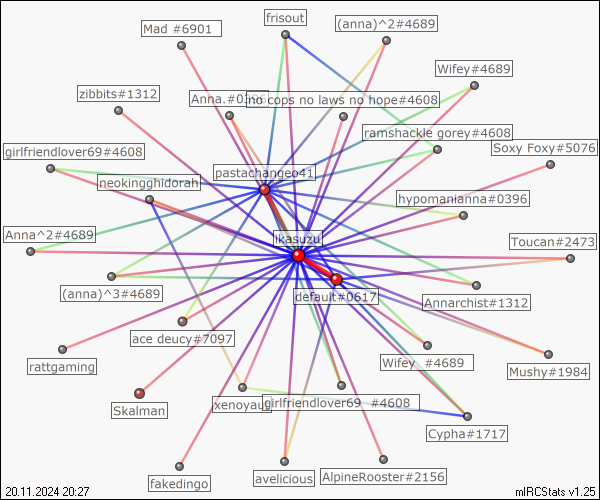 frisout
(anna)^2#4689
Mad #6901
Wifey#4689
zibbits#1312
no cops no laws no hope#4608
ramshackle gorey#4608
Soxy Foxy#5076
girlfriendlover69#4608
pastachangeo41
neokingghidorah
hypomanianna#0396
Anna^2#4689
ikasuzu
Toucan#2473
(anna)^3#4689
default#0617
Annarchist#1312
ace deucy#7097
rattgaming
Wifey_ #4689
Mushy#1984
Skalman
girlfriendlover69_ #4608
Cypha#1717
fakedingo
avelicious
AlpineRooster#2156
20.11.2024 20:27
mIRCStats v1.25